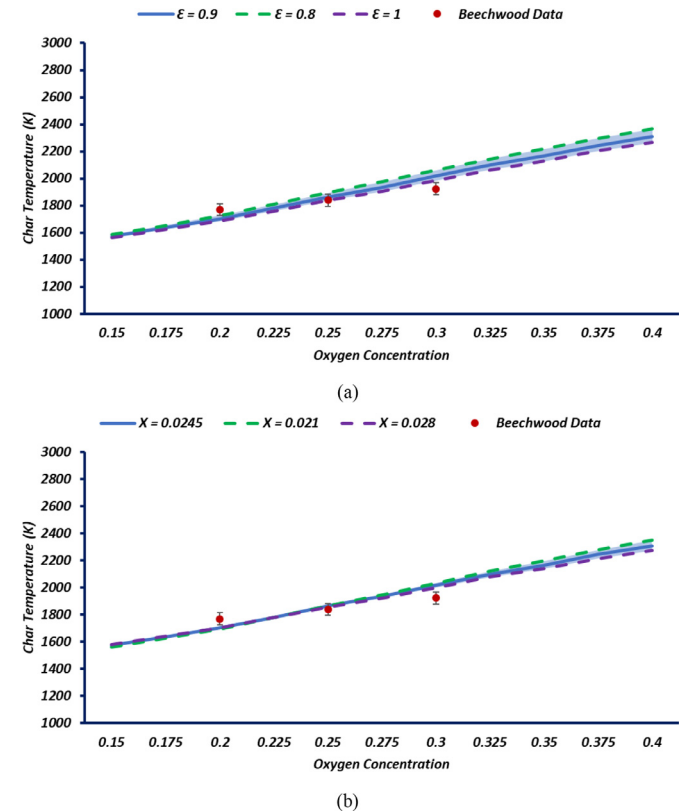 Ɛ = 0.9 Ɛ = 0.8 Ɛ = 1 Beechwood Data
3000
2800
2600
2400
2200
2000
1800
1600
1400
1200
1000
Char Temperature (K)
0.15 0.175 0.2 0.225 0.25 0.275 0.3 0.325 0.35 0.375 0.4
Oxygen Concentration
(a)
X = 0.0245 X = 0.021 X = 0.028 Beechwood Data
3000
2800
2600
2400
2200
2000
1800
1600
1400
1200
1000
Char Temperature (K)
0.15 0.175 0.2 0.225 0.25 0.275 0.3 0.325 0.35 0.375 0.4
Oxygen Concentration
(b)